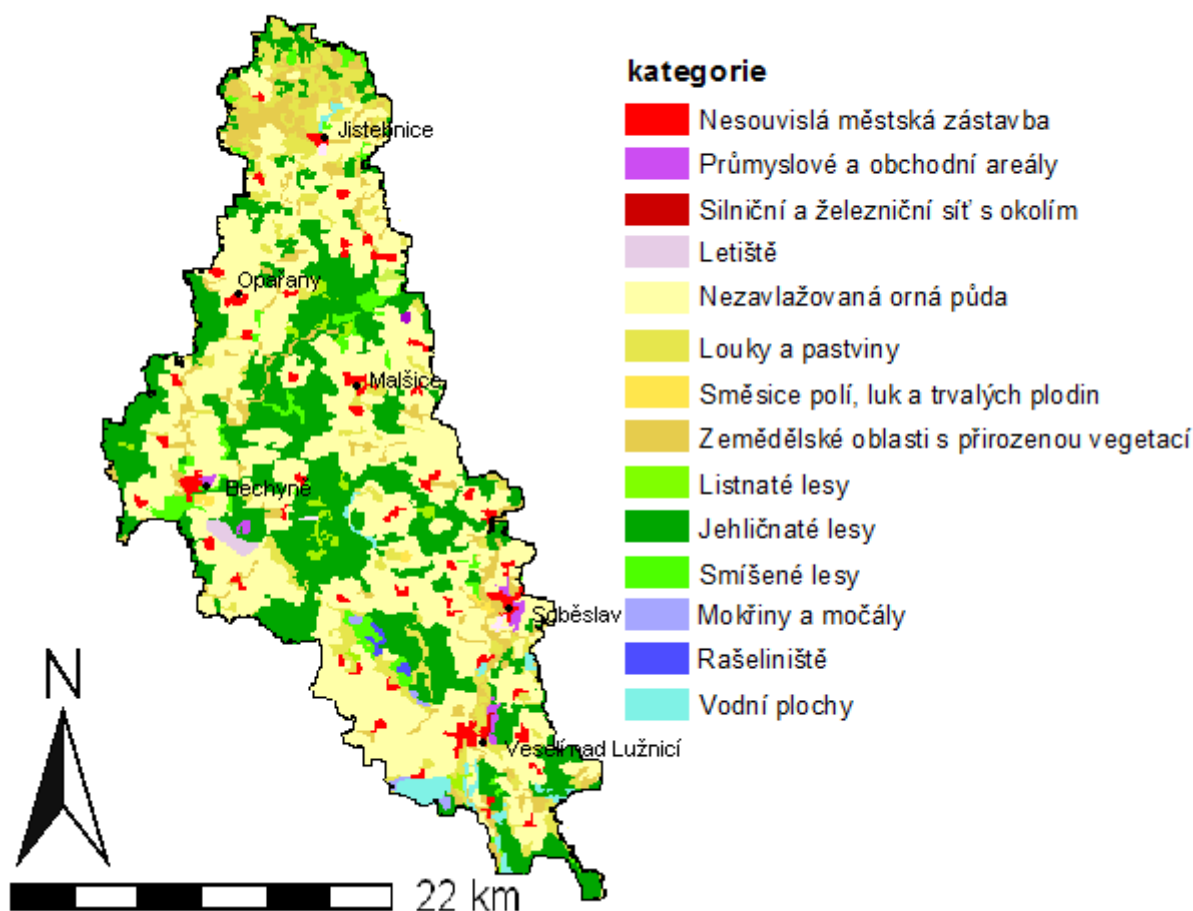 kategorie
Nesouvislá městská zástavba
Průmyslové a obchodní areály
Silniční a železniční síť s okolím
Letiště
Nezavlažovaná orná půda
Louky a pastviny
Směsice polí, luk a trvalých plodin
Zemědělské oblasti s přirozenou vegetací
Listnaté lesy
Jehličnaté lesy
Smíšené lesy
Mokřiny a močály
Rašeliniště
Vodní plochy
Jistebnice
Opařany
Malšice
Bechyně
Soběslav
Veselí nad Lužnicí
N
22 km